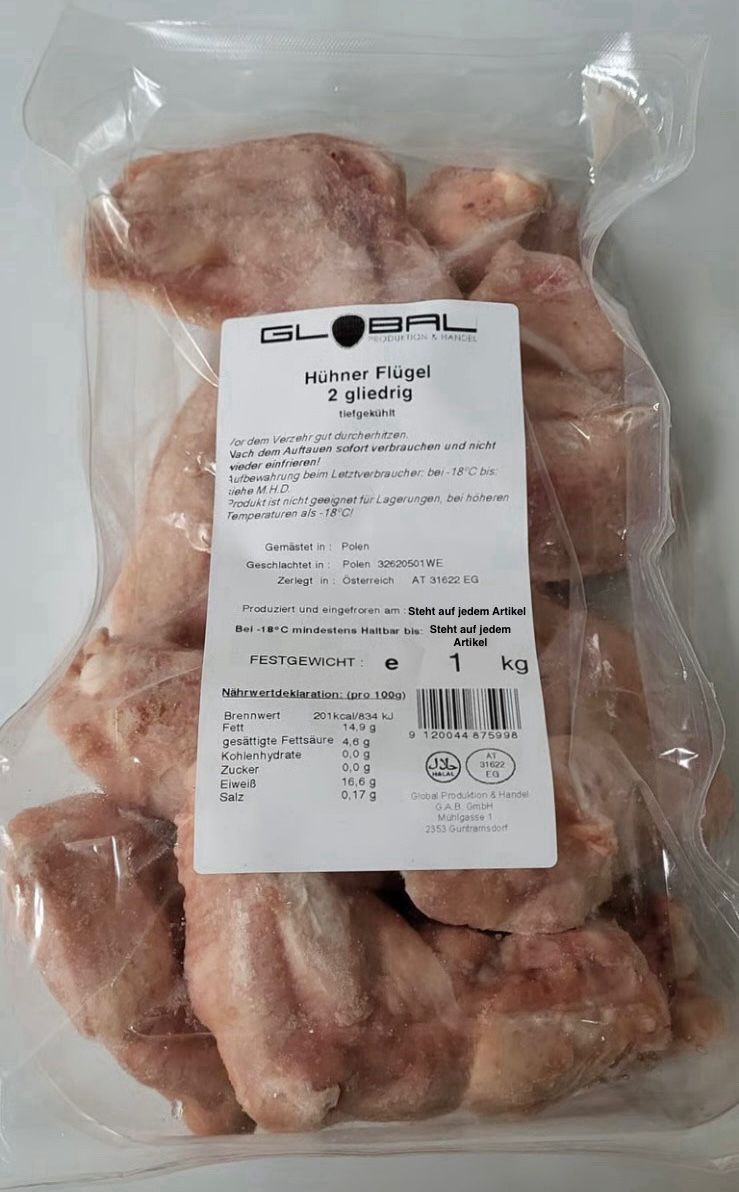 GLOBAL
PRODUKTION & HANDEL
Hühner Flügel
2 gliedrig
tiefgekühlt
Vor dem Verzehr gut durcherhitzen.
Nach dem Auftauen sofort verbrauchen und nicht
wieder einfrieren!
Aufbewahrung beim Letztverbraucher: bei -18°C bis:
siehe M.H.D.
Produkt ist nicht geeignet für Lagerungen, bei höheren
Temperaturen als -18°C!
Gemästet in : Polen
Geschlachtet in : Polen 32620501WE
Zerlegt in : Österreich AT 31622 EG
Produziert und eingefroren am : Steht auf jedem Artikel
Bei -18°C mindestens Haltbar bis: Steht auf jedem
Artikel
FESTGEWICHT : e 1 kg
Nährwertdeklaration: (pro 100g)
Brennwert 201kcal/834 kJ
Fett 14,9 g
gesättigte Fettsäure 4,6 g
Kohlenhydrate 0,0 g
Zucker 0,0 g
Eiweiß 16,6 g
Salz 0,17 g
9 120044 875998
حلال
HALAL
AT
31622
EG
Global Produktion & Handel
G.A.B. GmbH
Mühlgasse 1
2353 Guntramsdorf